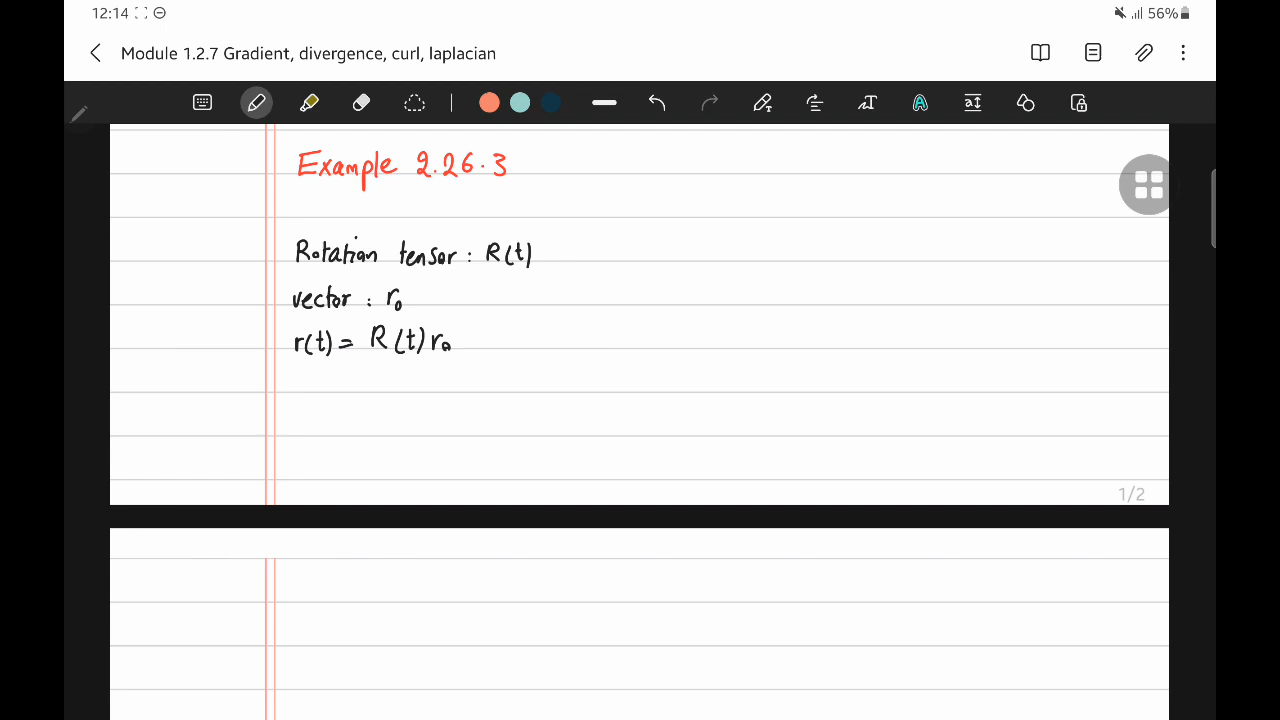 12:14
56%
Module 1.2.7 Gradient, divergence, curl, laplacian
Example 2.26.3
Rotation tensor : R(t)
vector : r₀
r(t) = R(t) r₀
1/2